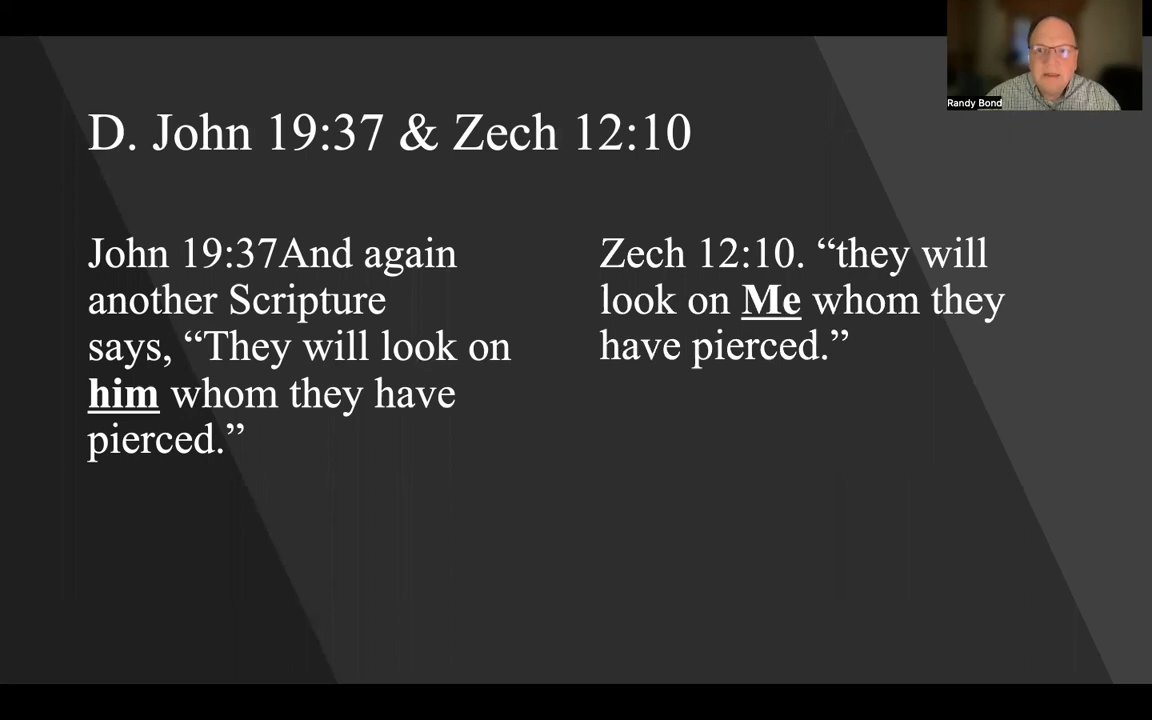 Randy Bond
D. John 19:37 & Zech 12:10
John 19:37And again
another Scripture
says, “They will look on
him whom they have
pierced.”
Zech 12:10. “they will
look on Me whom they
have pierced.”